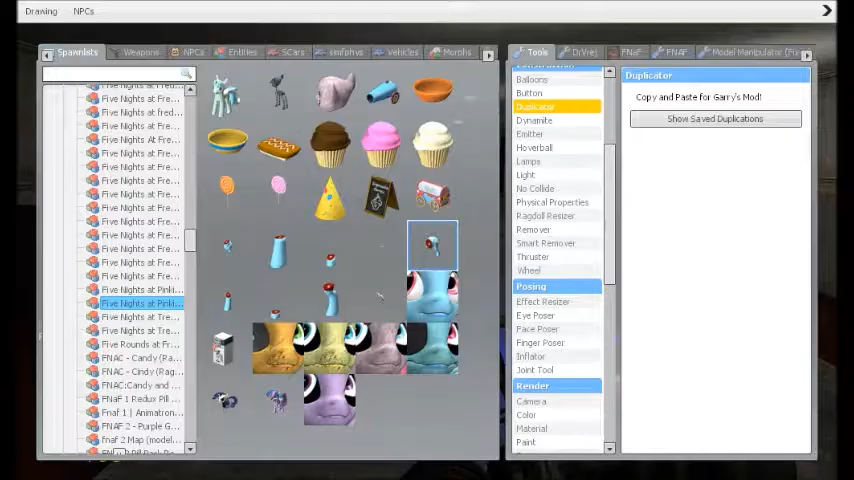 Drawing NPCs
Spawnlists Weapons NPCs Entities SCars simfphys vehicles Morphs
Tools DrVrej FNaF FNAF Model Manipulator (Pi
Five Nights at Fre...
Five Nights at Fre...
Five Nights at fred...
Five Nights at Fre...
Five Nights At Fre...
Five Nights at Fre...
Five Nights at Fre...
Five Nights at Fre...
Five Nights at Fre...
Five Nights at Fre...
Five Nights at Fre...
Five Nights at Fre...
Five Nights at Fre...
Five Nights at Fre...
Five Nights at Fre...
Five Nights at Pinki...
Five Nights at Pinki...
Five Nights at Tre...
Five Nights at Tre...
Five Rounds at Fr...
FNAC - Candy (Ra...
FNAC - Cindy (Rag...
FNAC:Candy and ...
FNaF 1 Redux Pill ...
Fnaf 1 | Animatron...
FNAF 2 - Purple G...
fnaf 2 Map (model...
Construction
Balloons
Button
Duplicator
Dynamite
Emitter
Hoverball
Lamps
Light
No Collide
Physical Properties
Ragdoll Resizer
Remover
Smart Remover
Thruster
Wheel
Posing
Effect Resizer
Eye Poser
Face Poser
Finger Poser
Inflator
Joint Tool
Render
Camera
Color
Material
Paint
Duplicator
Copy and Paste for Garry's Mod!
Show Saved Duplications